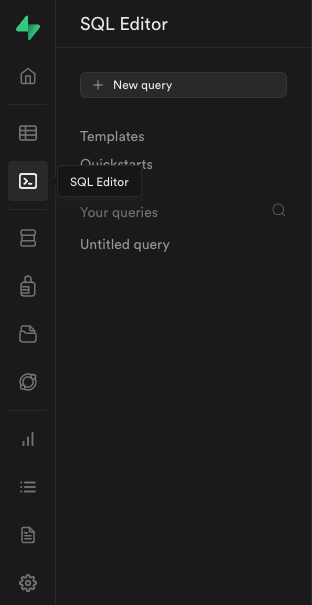 SQL Editor
New query
Templates
Quickstarts
SQL Editor
Your queries
Untitled query